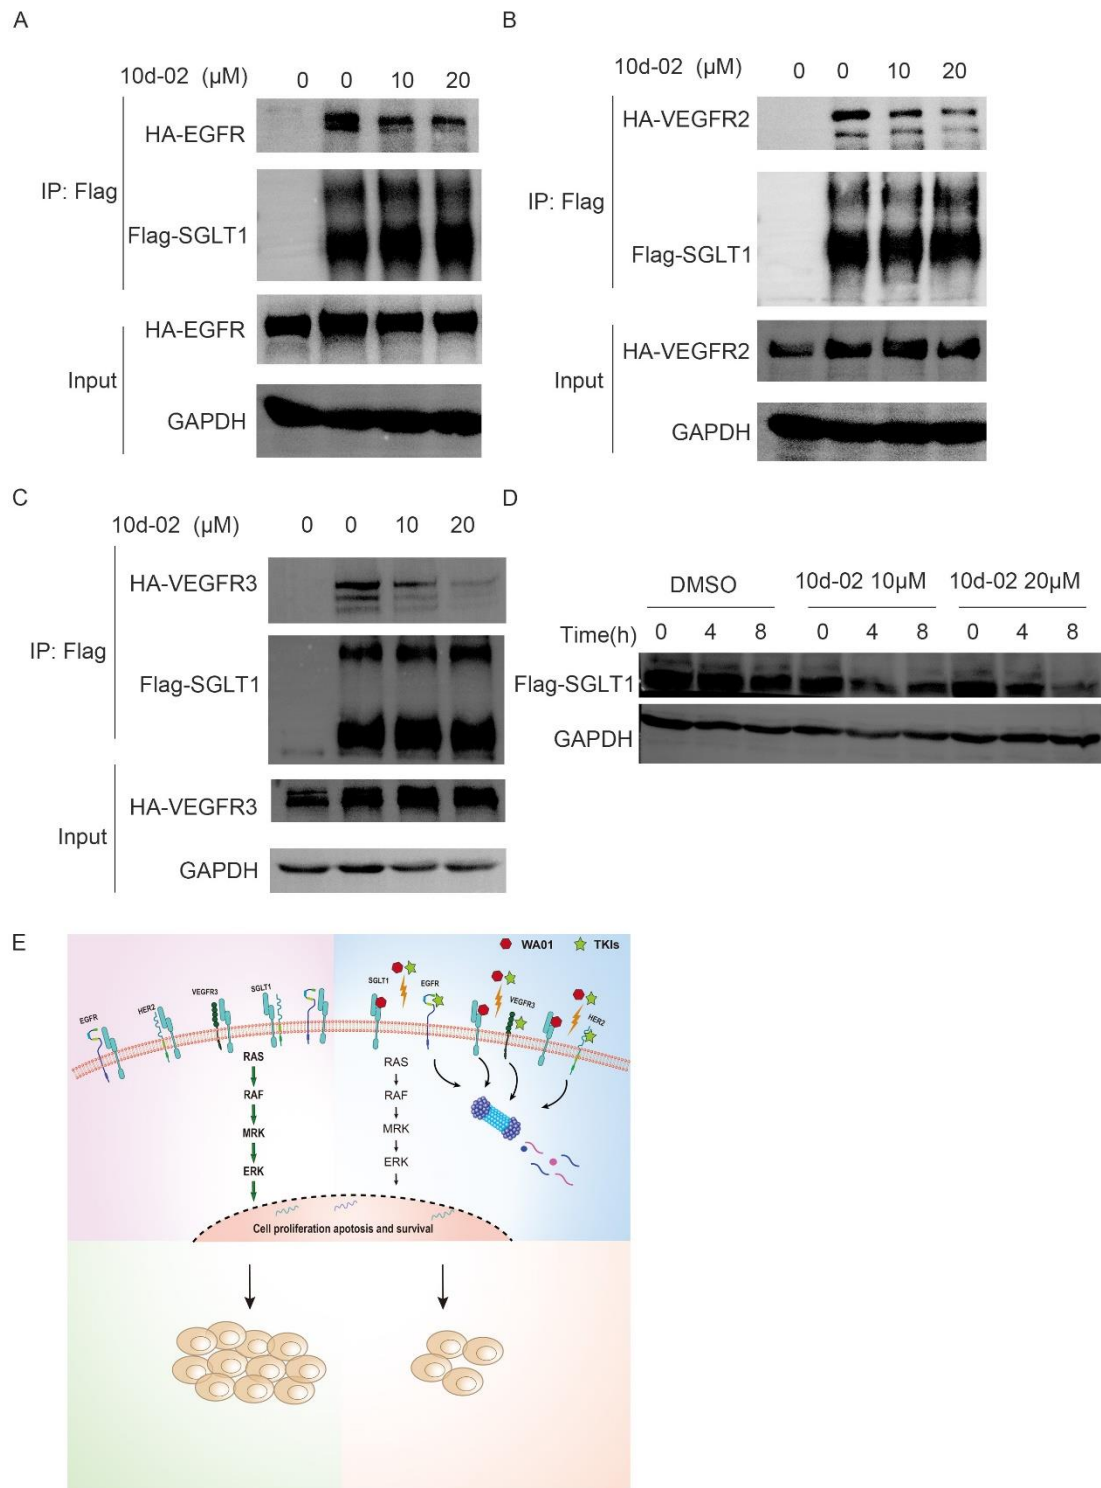 A
10d-02 (μM) 0 0 10 20
HA-EGFR
IP: Flag
Flag-SGLT1
HA-EGFR
Input
GAPDH
B
10d-02 (μM) 0 0 10 20
HA-VEGFR2
IP: Flag
Flag-SGLT1
HA-VEGFR2
Input
GAPDH
C
10d-02 (μM) 0 0 10 20
HA-VEGFR3
IP: Flag
Flag-SGLT1
HA-VEGFR3
Input
GAPDH
D
DMSO 10d-02 10μM 10d-02 20μM
Time(h) 0 4 8 0 4 8 0 4 8
Flag-SGLT1
GAPDH
E
WA01 TKIs
EGFR HER2 VEGFR3 SGLT1
SGLT1 EGFR VEGFR3 HER2
RAS
RAF
MRK
ERK
RAS
RAF
MRK
ERK
Cell proliferation apotosis and survival